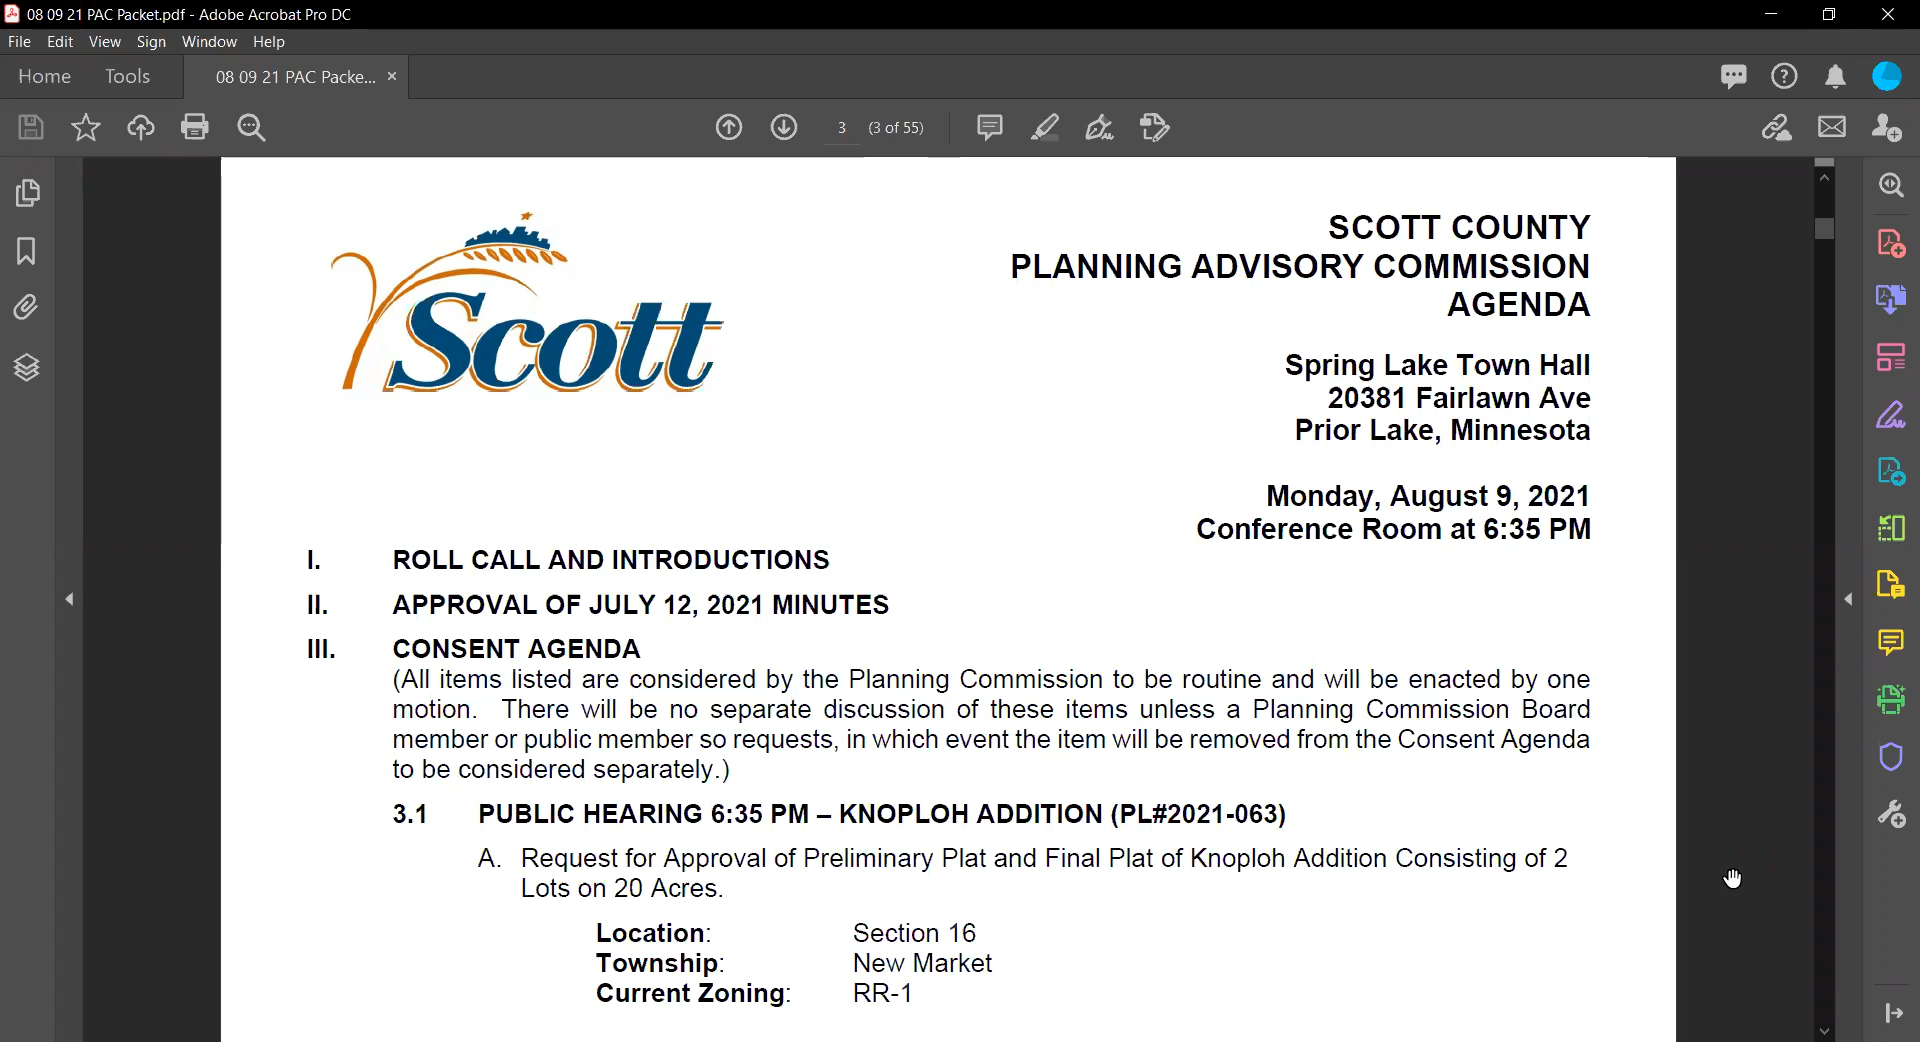 08 09 21 PAC Packet.pdf - Adobe Acrobat Pro DC
File Edit View Sign Window Help
Home Tools 08 09 21 PAC Packe... ×
3 (3 of 55)
Scott
SCOTT COUNTY
PLANNING ADVISORY COMMISSION
AGENDA
Spring Lake Town Hall
20381 Fairlawn Ave
Prior Lake, Minnesota
Monday, August 9, 2021
Conference Room at 6:35 PM
I. ROLL CALL AND INTRODUCTIONS
II. APPROVAL OF JULY 12, 2021 MINUTES
III. CONSENT AGENDA
(All items listed are considered by the Planning Commission to be routine and will be enacted by one
motion. There will be no separate discussion of these items unless a Planning Commission Board
member or public member so requests, in which event the item will be removed from the Consent Agenda
to be considered separately.)
3.1 PUBLIC HEARING 6:35 PM – KNOPLOH ADDITION (PL#2021-063)
A. Request for Approval of Preliminary Plat and Final Plat of Knoploh Addition Consisting of 2
Lots on 20 Acres.
Location: Section 16
Township: New Market
Current Zoning: RR-1